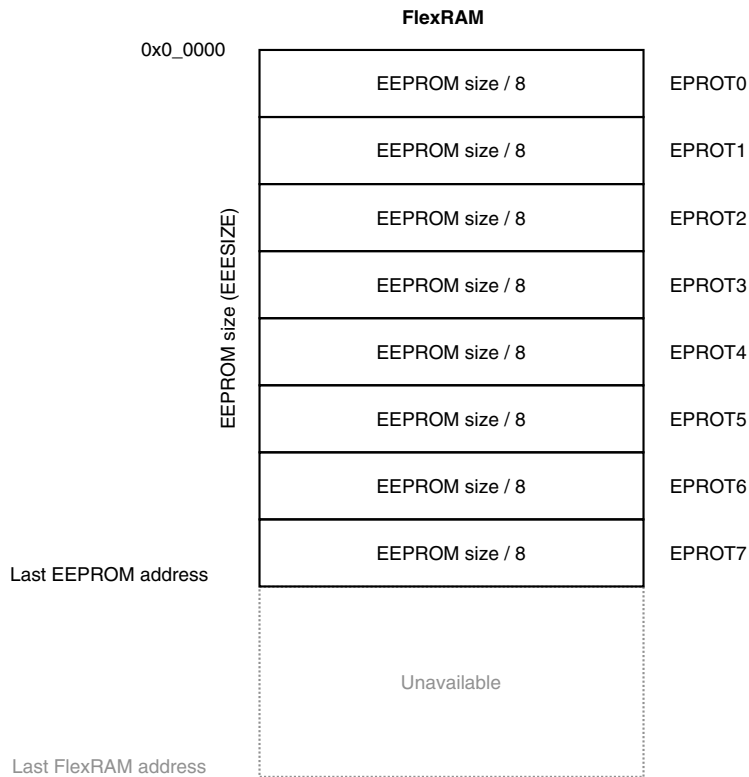 FlexRAM
0x0_0000
EEPROM size / 8 EPROT0
EEPROM size / 8 EPROT1
EEPROM size / 8 EPROT2
EEPROM size / 8 EPROT3
EEPROM size / 8 EPROT4
EEPROM size / 8 EPROT5
EEPROM size / 8 EPROT6
EEPROM size / 8 EPROT7
EEPROM size (EEESIZE)
Last EEPROM address
Unavailable
Last FlexRAM address